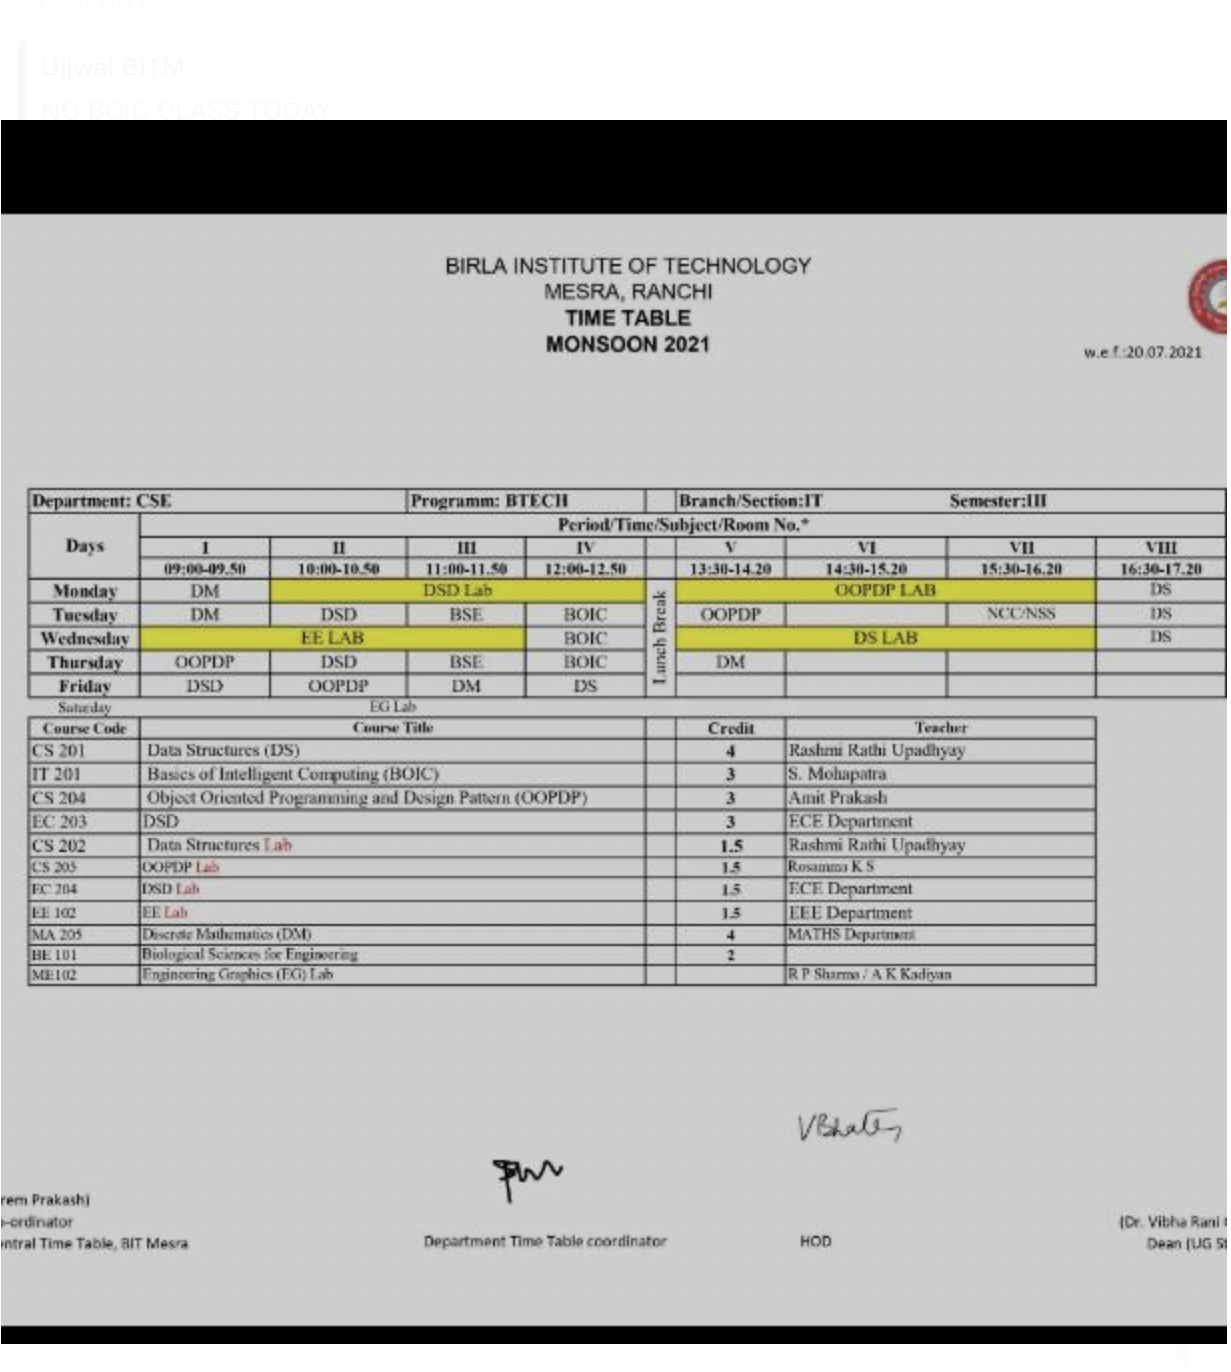 Ujjwal BITM
NO BOIC CLASS TODAY
BIRLA INSTITUTE OF TECHNOLOGY
MESRA, RANCHI
TIME TABLE
MONSOON 2021
w.e.f.:20.07.2021
Department: CSE Programm: BTECH Branch/Section:IT Semester:III
Days Period/Time/Subject/Room No.*
I II III IV V VI VII VIII
09:00-09.50 10:00-10.50 11:00-11.50 12:00-12.50 Lunch Break 13:30-14.20 14:30-15.20 15:30-16.20 16:30-17.20
Monday DM DSD Lab OOPDP LAB DS
Tuesday DM DSD BSE BOIC OOPDP NCC/NSS DS
Wednesday EE LAB BOIC DS LAB DS
Thursday OOPDP DSD BSE BOIC DM
Friday DSD OOPDP DM DS
Saturday EG Lab
Course Code Course Title Credit Teacher
CS 201 Data Structures (DS) 4 Rashmi Rathi Upadhyay
IT 201 Basics of Intelligent Computing (BOIC) 3 S. Mohapatra
CS 204 Object Oriented Programming and Design Pattern (OOPDP) 3 Amit Prakash
EC 203 DSD 3 ECE Department
CS 202 Data Structures Lab 1.5 Rashmi Rathi Upadhyay
CS 205 OOPDP Lab 1.5 Rosamma K S
EC 204 DSD Lab 1.5 ECE Department
EE 102 EE Lab 1.5 EEE Department
MA 205 Discrete Mathematics (DM) 4 MATHS Department
BE 101 Biological Sciences for Engineering 2
ME102 Engineering Graphics (EG) Lab R P Sharma / A K Kadiyan
rem Prakash)
-ordinator
ntral Time Table, BIT Mesra
Department Time Table coordinator
HOD
(Dr. Vibha Rani
Dean (UG St